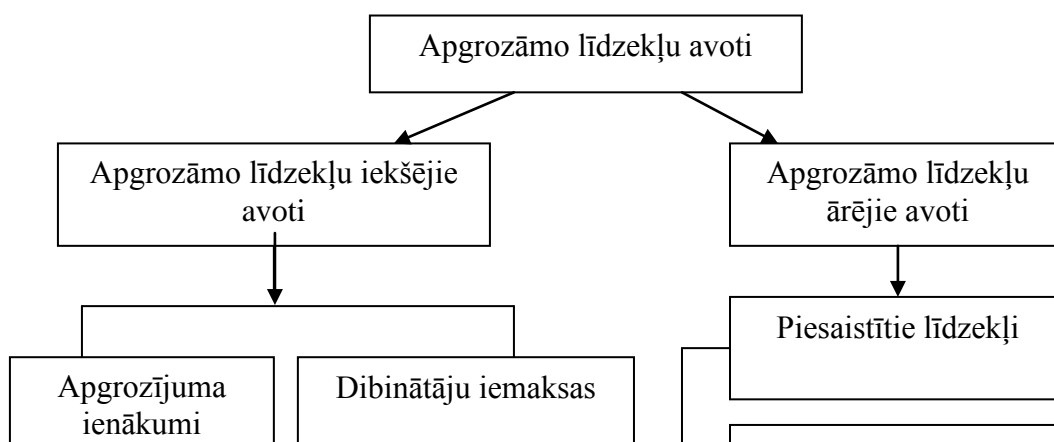 Apgrozāmo līdzekļu avoti
Apgrozāmo līdzekļu iekšējie
avoti
Apgrozāmo līdzekļu
ārējie avoti
Piesaistītie līdzekļi
Apgrozījuma
ienākumi
Dibinātāju iemaksas